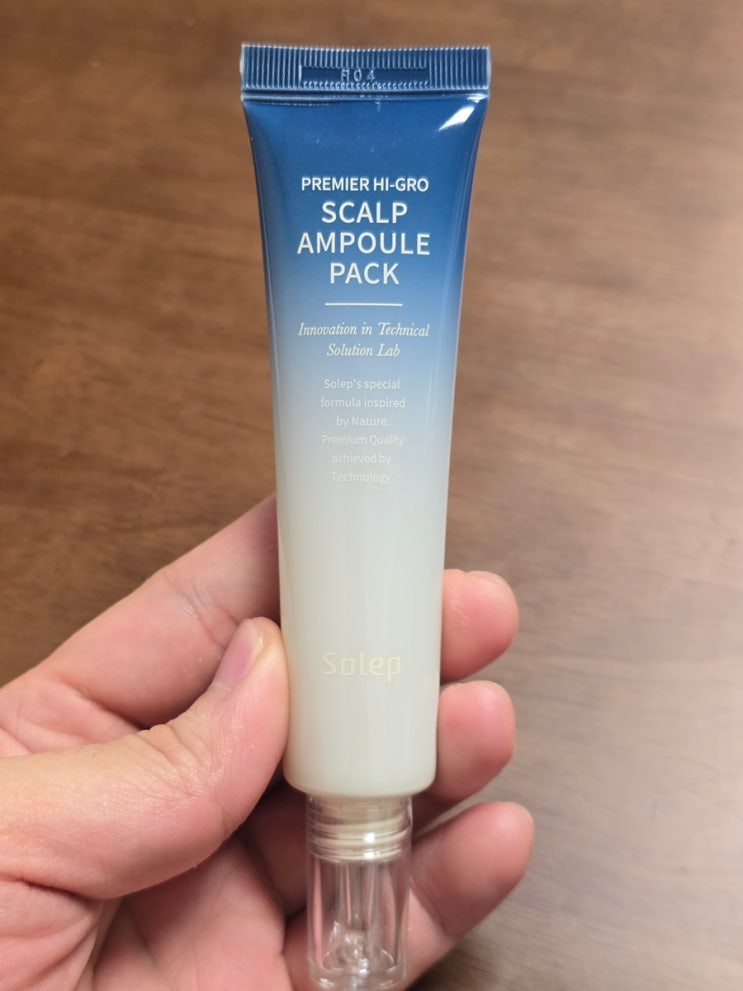 R04
PREMIER HI-GRO
SCALP
AMPOULE
PACK
Innovation in Technical
Solution Lab
Solep's special
formula inspired
by Nature.
Premium Quality
achieved by
Technology.
Solep